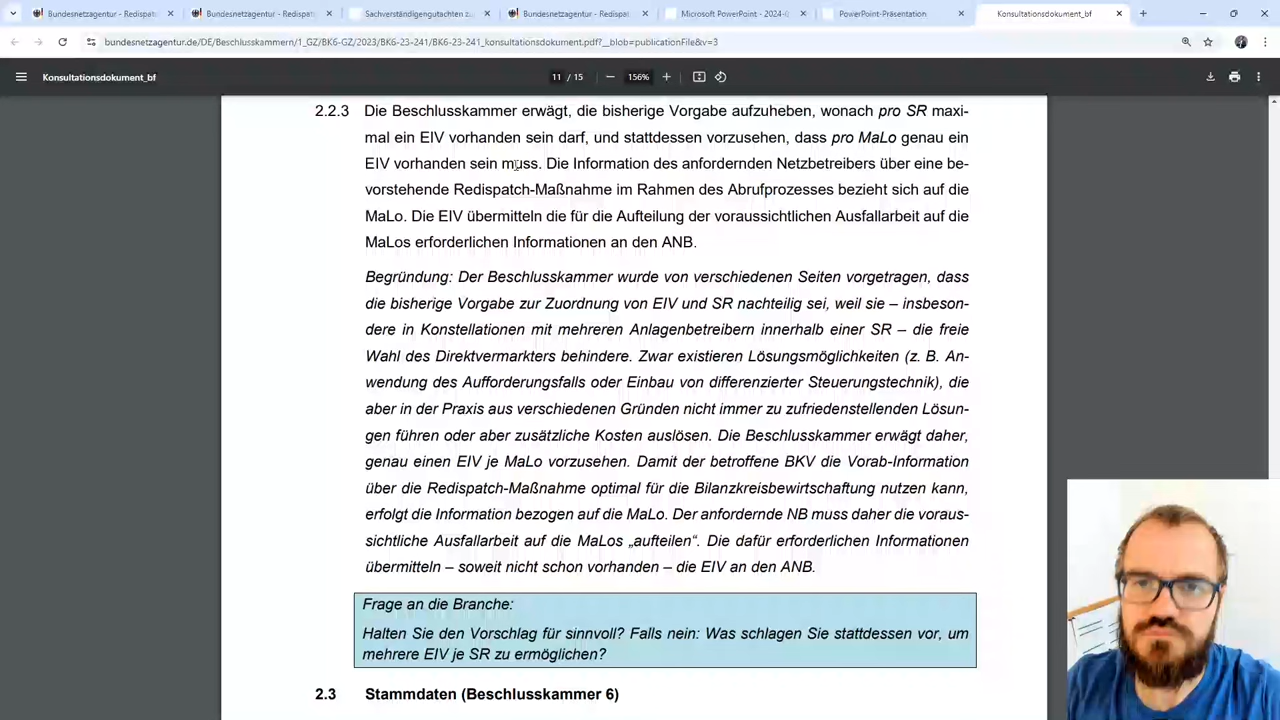 Bundesnetzagentur - Redispatch
Bundesnetzagentur - Redispat
Sachverständigengutachten zu
Bundesnetzagentur - Redispat
Microsoft PowerPoint - 2024-
PowerPoint-Präsentation
Konsultationsdokument_bf
bundesnetzagentur.de/DE/Beschlusskammern/1_GZ/BK6-GZ/2023/BK6-23-241/BK6-23-241_konsultationsdokument.pdf?__blob=publicationFile&v=3
Konsultationsdokument_bf
11 / 15
156%
2.2.3 Die Beschlusskammer erwägt, die bisherige Vorgabe aufzuheben, wonach pro SR maxi-
mal ein EIV vorhanden sein darf, und stattdessen vorzusehen, dass pro MaLo genau ein
EIV vorhanden sein muss. Die Information des anfordernden Netzbetreibers über eine be-
vorstehende Redispatch-Maßnahme im Rahmen des Abrufprozesses bezieht sich auf die
MaLo. Die EIV übermitteln die für die Aufteilung der voraussichtlichen Ausfallarbeit auf die
MaLos erforderlichen Informationen an den ANB.
Begründung: Der Beschlusskammer wurde von verschiedenen Seiten vorgetragen, dass
die bisherige Vorgabe zur Zuordnung von EIV und SR nachteilig sei, weil sie – insbeson-
dere in Konstellationen mit mehreren Anlagenbetreibern innerhalb einer SR – die freie
Wahl des Direktvermarkters behindere. Zwar existieren Lösungsmöglichkeiten (z. B. An-
wendung des Aufforderungsfalls oder Einbau von differenzierter Steuerungstechnik), die
aber in der Praxis aus verschiedenen Gründen nicht immer zu zufriedenstellenden Lösun-
gen führen oder aber zusätzliche Kosten auslösen. Die Beschlusskammer erwägt daher,
genau einen EIV je MaLo vorzusehen. Damit der betroffene BKV die Vorab-Information
über die Redispatch-Maßnahme optimal für die Bilanzkreisbewirtschaftung nutzen kann,
erfolgt die Information bezogen auf die MaLo. Der anfordernde NB muss daher die voraus-
sichtliche Ausfallarbeit auf die MaLos „aufteilen“. Die dafür erforderlichen Informationen
übermitteln – soweit nicht schon vorhanden – die EIV an den ANB.
Frage an die Branche:
Halten Sie den Vorschlag für sinnvoll? Falls nein: Was schlagen Sie stattdessen vor, um
mehrere EIV je SR zu ermöglichen?
2.3 Stammdaten (Beschlusskammer 6)